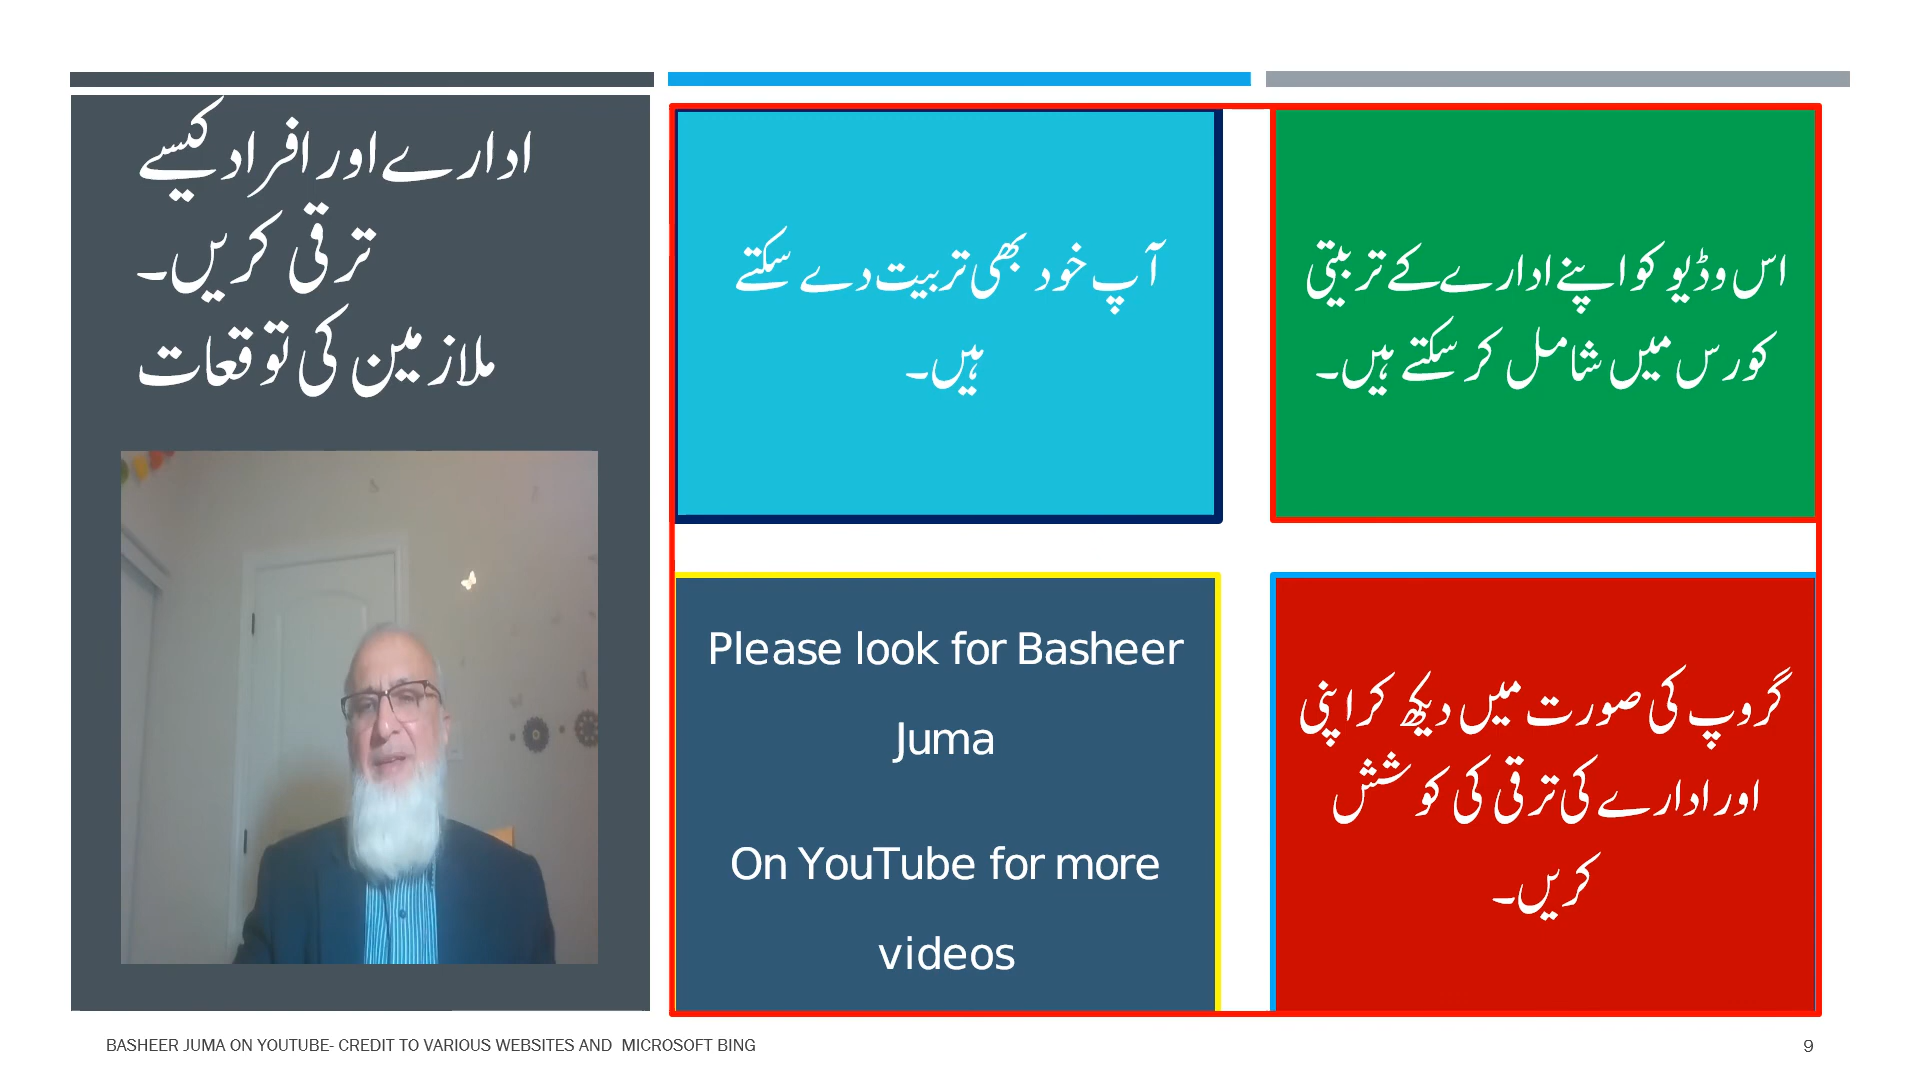 ادارے اور افراد کیسے
ترقی کریں۔
ملازمین کی توقعات
آپ خود بھی تربیت دے سکتے
ہیں۔
اس وڈیو کو اپنے ادارے کے تربیتی
کورس میں شامل کر سکتے ہیں۔
Please look for Basheer
Juma
On YouTube for more
videos
گروپ کی صورت میں دیکھ کر اپنی
اور ادارے کی ترقی کی کوشش
کریں۔
BASHEER JUMA ON YOUTUBE- CREDIT TO VARIOUS WEBSITES AND  MICROSOFT BING
9